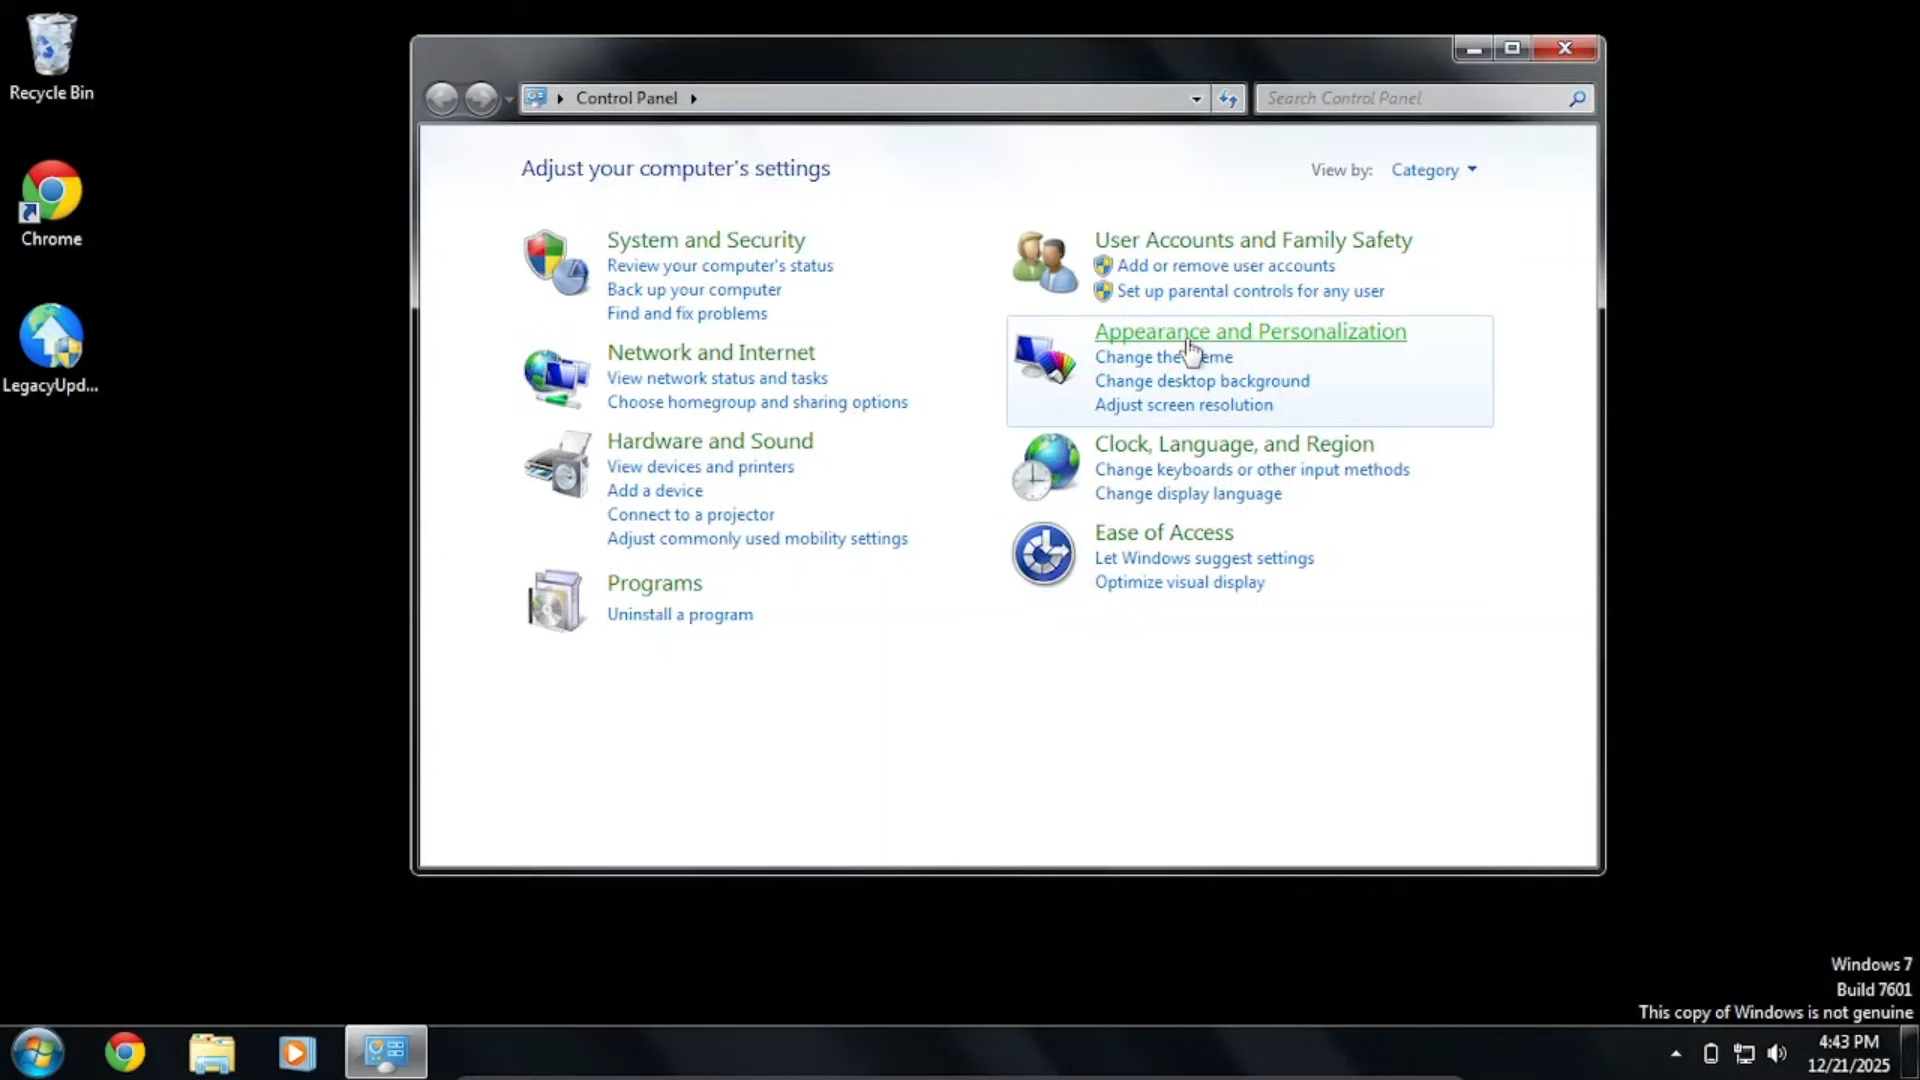 Recycle Bin
Chrome
LegacyUpd...
Control Panel
Search Control Panel
Adjust your computer's settings
View by: Category
System and Security
Review your computer's status
Back up your computer
Find and fix problems
Network and Internet
View network status and tasks
Choose homegroup and sharing options
Hardware and Sound
View devices and printers
Add a device
Connect to a projector
Adjust commonly used mobility settings
Programs
Uninstall a program
User Accounts and Family Safety
Add or remove user accounts
Set up parental controls for any user
Appearance and Personalization
Change the theme
Change desktop background
Adjust screen resolution
Clock, Language, and Region
Change keyboards or other input methods
Change display language
Ease of Access
Let Windows suggest settings
Optimize visual display
Windows 7
Build 7601
This copy of Windows is not genuine
4:43 PM
12/21/2025